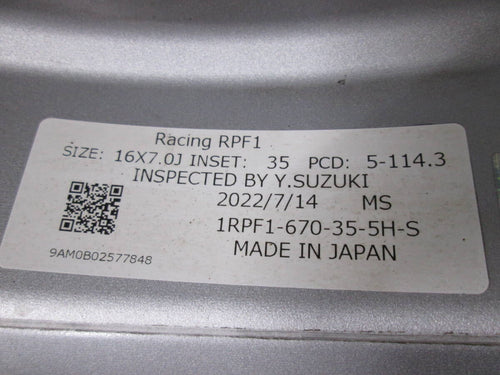 Racing RPF1
SIZE: 16X7.0J INSET: 35 PCD: 5-114.3
INSPECTED BY Y.SUZUKI
2022/7/14 MS
1RPF1-670-35-5H-S
9AM0B02577848
MADE IN JAPAN